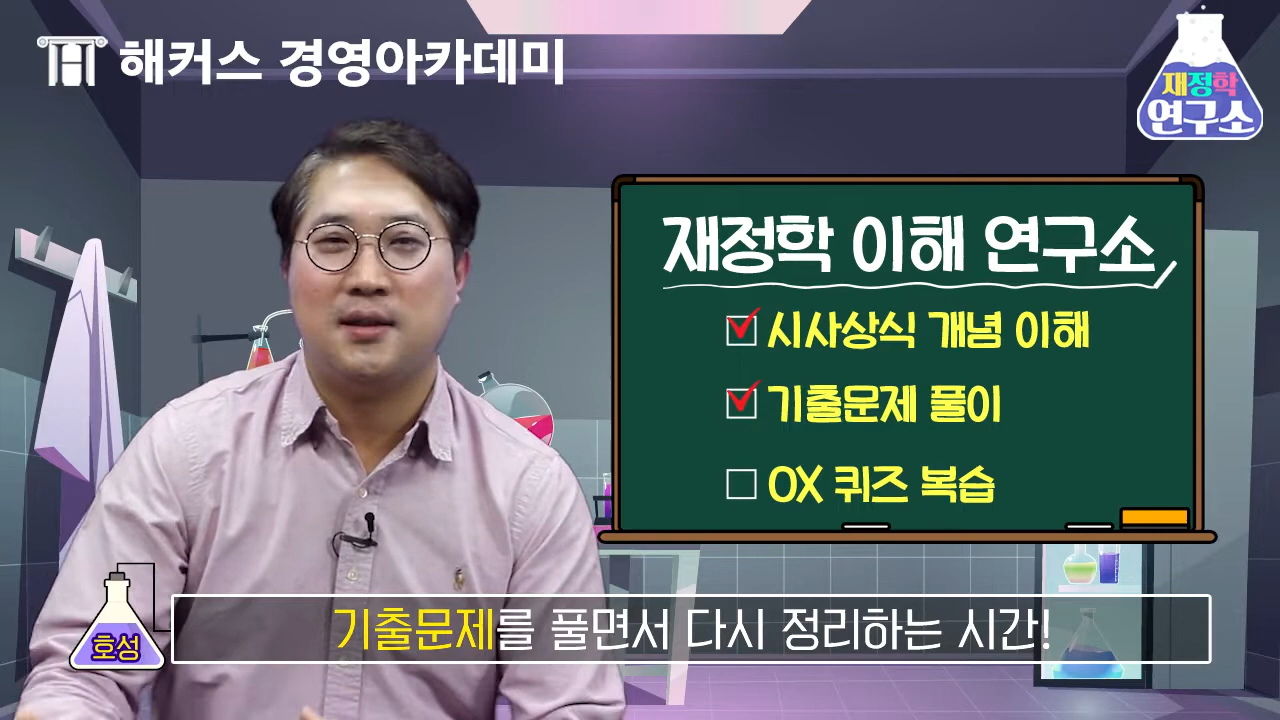 해커스 경영아카데미
재정학
연구소
재정학 이해 연구소
시사상식 개념 이해
기출문제 풀이
OX 퀴즈 복습
호성
기출문제를 풀면서 다시 정리하는 시간!